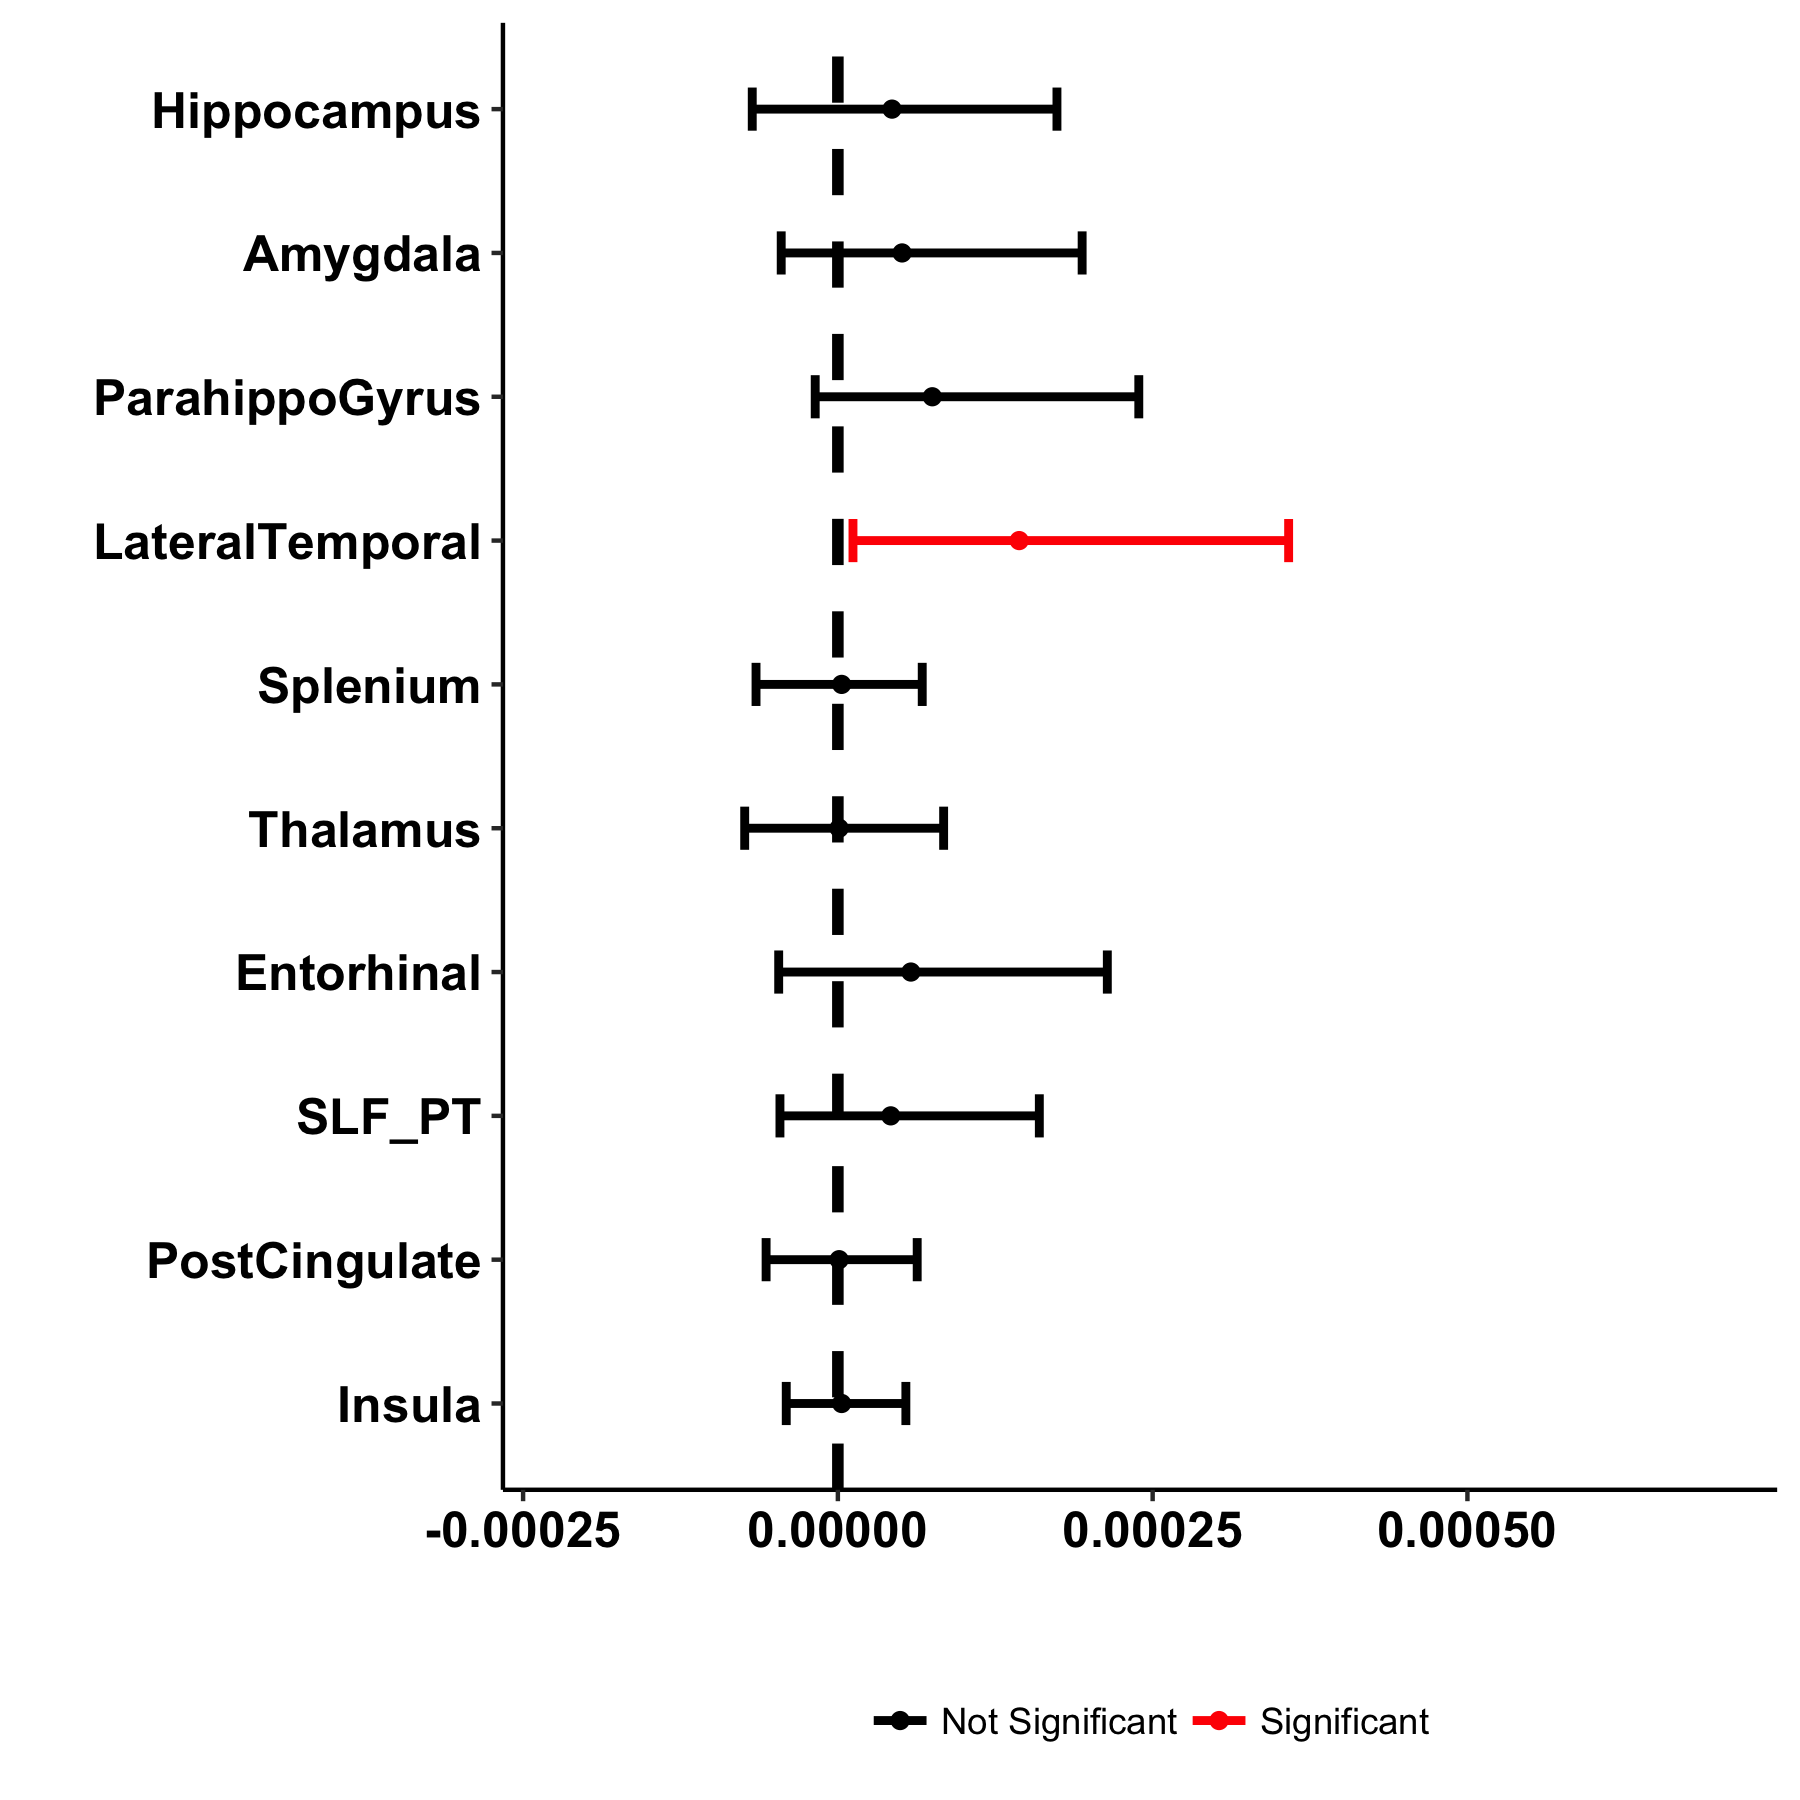 Hippocampus
Amygdala
ParahippoGyrus
LateralTemporal
Splenium
Thalamus
Entorhinal
SLF_PT
PostCingulate
Insula
-0.00025 0.00000 0.00025 0.00050
Not Significant Significant